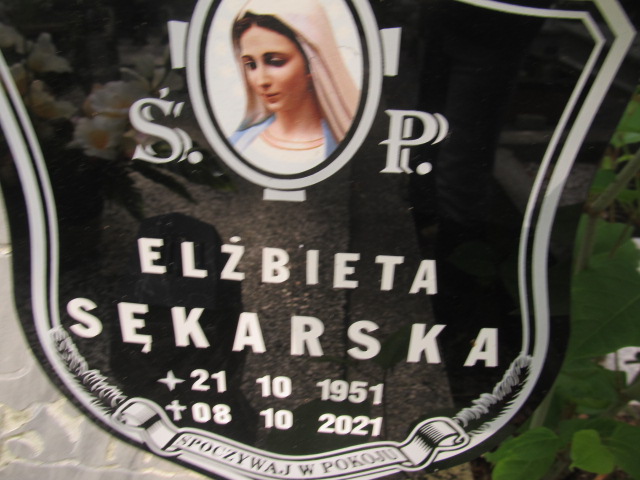 Ś. P.
ELŻBIETA
SĘKARSKA
21 10 1951
08 10 2021
SPOCZYWAJ W POKOJU